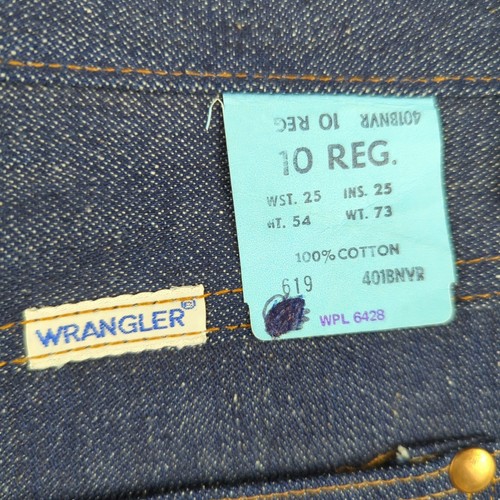 401BNVR 10 REG
10 REG.
WST. 25 INS. 25
HT. 54 WT. 73
100% COTTON
619 401BNVR
WPL 6428
WRANGLER